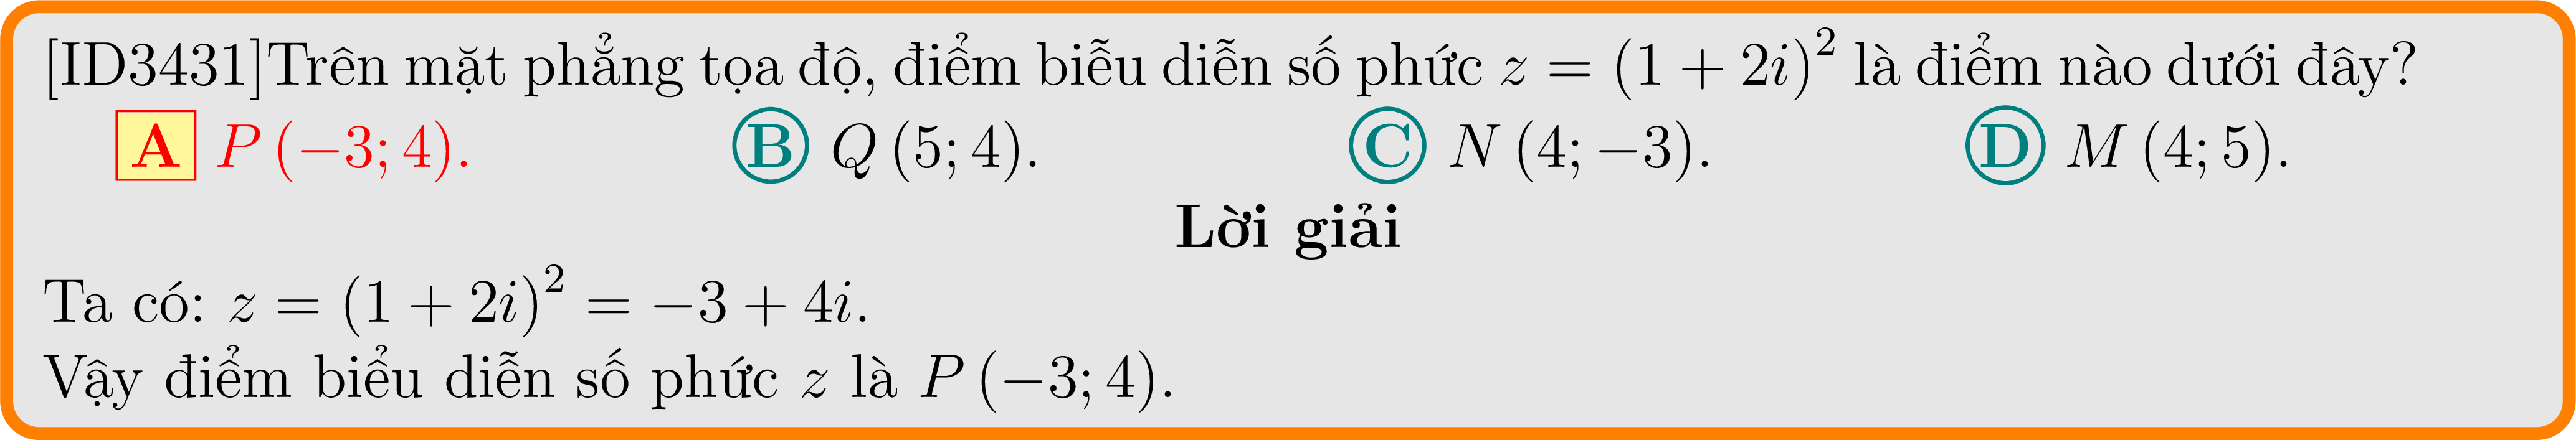 [ID3431]Trên mặt phẳng tọa độ, điểm biễu diễn số phức z = (1 + 2i)² là điểm nào dưới đây?
A P (−3; 4). B Q (5; 4). C N (4; −3). D M (4; 5).
Lời giải
Ta có: z = (1 + 2i)² = −3 + 4i.
Vậy điểm biểu diễn số phức z là P (−3; 4).